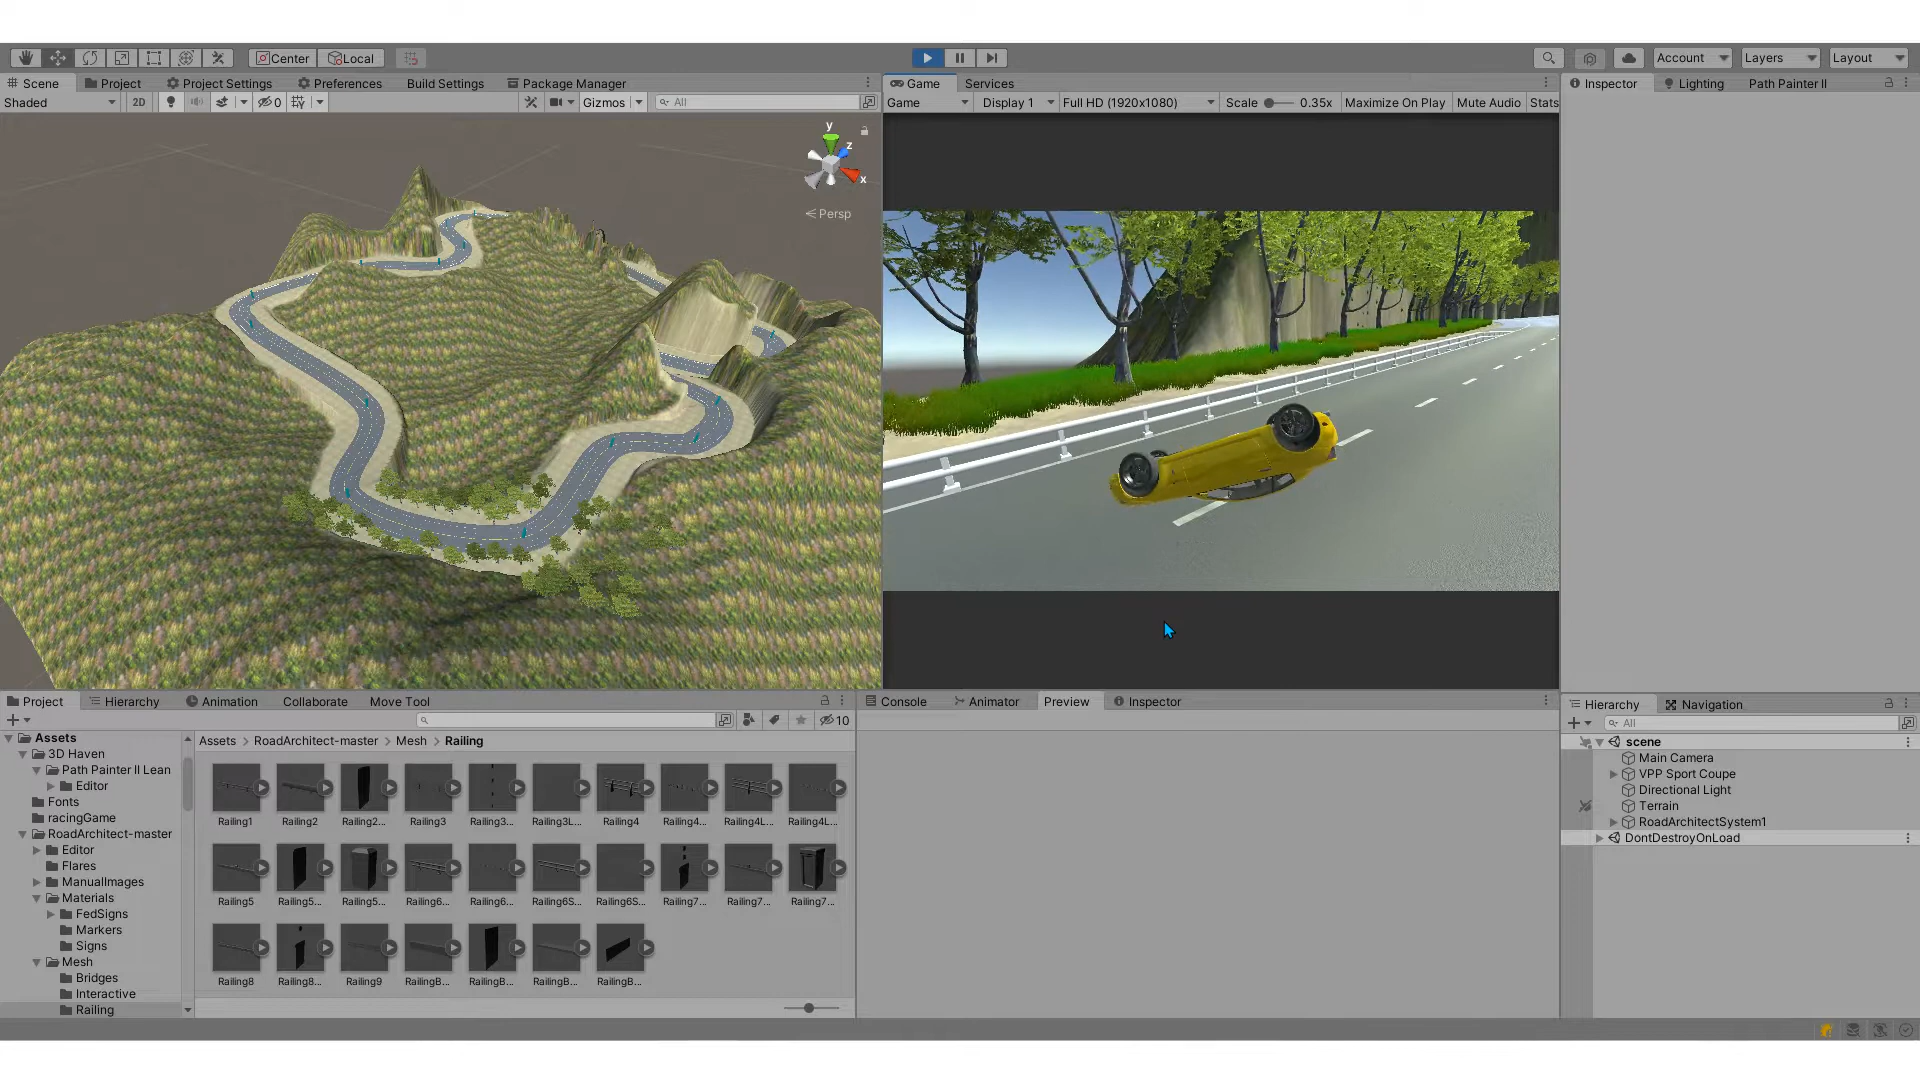 Center Local
Account Layers Layout
Scene Project Project Settings Preferences Build Settings Package Manager
Game Services
Inspector Lighting Path Painter II
Shaded 2D 0 Gizmos All
Game Display 1 Full HD (1920x1080) Scale 0.35x Maximize On Play Mute Audio Stats
y
z
x
Persp
Project Hierarchy Animation Collaborate Move Tool
Console Animator Preview Inspector
Hierarchy Navigation
10
All
Assets > RoadArchitect-master > Mesh > Railing
Assets
3D Haven
Path Painter II Lean
Editor
Fonts
racingGame
RoadArchitect-master
Editor
Flares
ManualImages
Materials
FedSigns
Markers
Signs
Mesh
Bridges
Interactive
Railing
Railing1 Railing2 Railing2... Railing3 Railing3... Railing3L... Railing4 Railing4... Railing4L... Railing4L...
Railing5 Railing5... Railing5... Railing6... Railing6... Railing6S... Railing6S... Railing7... Railing7... Railing7...
Railing8 Railing8... Railing9 RailingB... RailingB... RailingB... RailingB...
scene
Main Camera
VPP Sport Coupe
Directional Light
Terrain
RoadArchitectSystem1
DontDestroyOnLoad